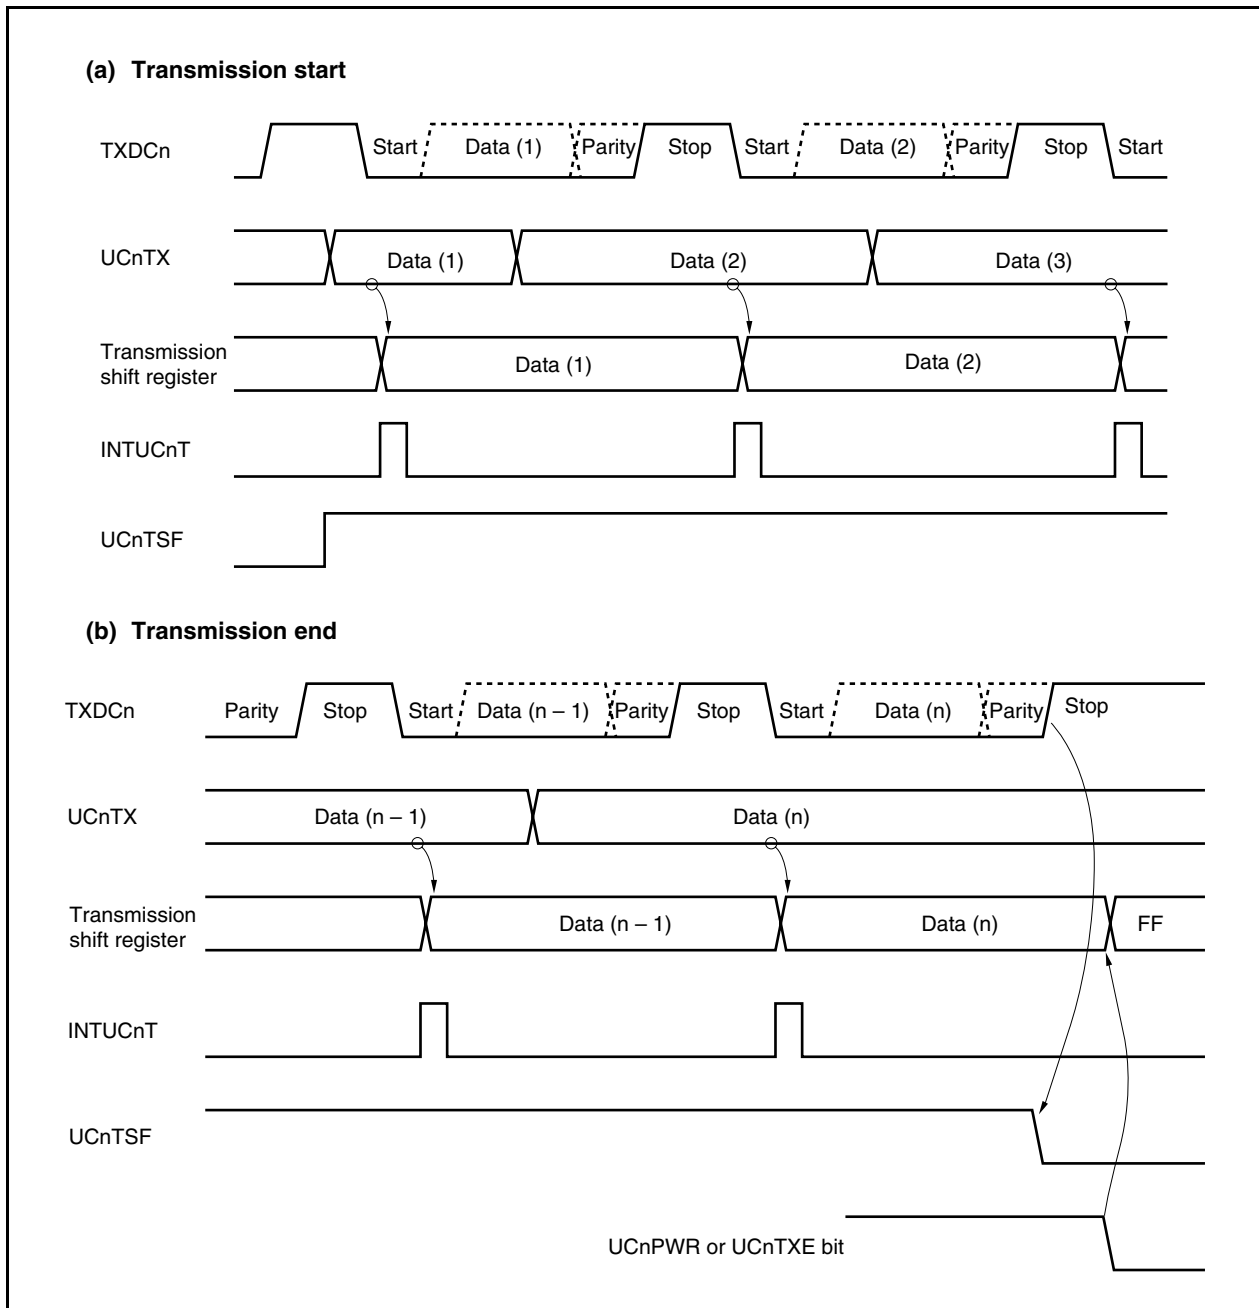 (a) Transmission start
TXDCn Start Data (1) Parity Stop Start Data (2) Parity Stop Start
UCnTX Data (1) Data (2) Data (3)
Transmission
shift register
Data (1) Data (2)
INTUCnT
UCnTSF
(b) Transmission end
TXDCn Parity Stop Start Data (n – 1) Parity Stop Start Data (n) Parity Stop
UCnTX Data (n – 1) Data (n)
Transmission
shift register
Data (n – 1) Data (n) FF
INTUCnT
UCnTSF
UCnPWR or UCnTXE bit